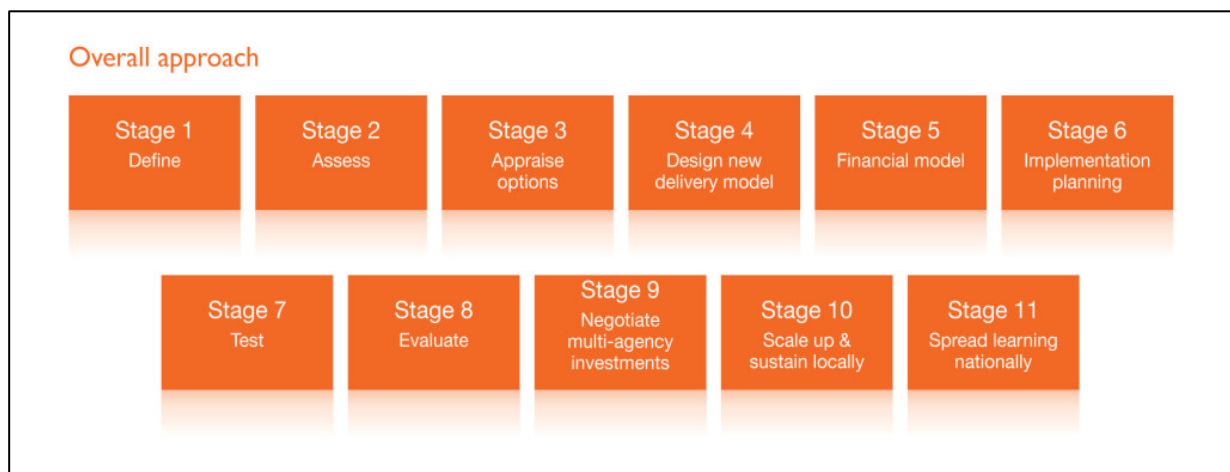 Overall approach
Stage 1
Define
Stage 2
Assess
Stage 3
Appraise
options
Stage 4
Design new
delivery model
Stage 5
Financial model
Stage 6
Implementation
planning
Stage 7
Test
Stage 8
Evaluate
Stage 9
Negotiate
multi-agency
investments
Stage 10
Scale up &
sustain locally
Stage 11
Spread learning
nationally